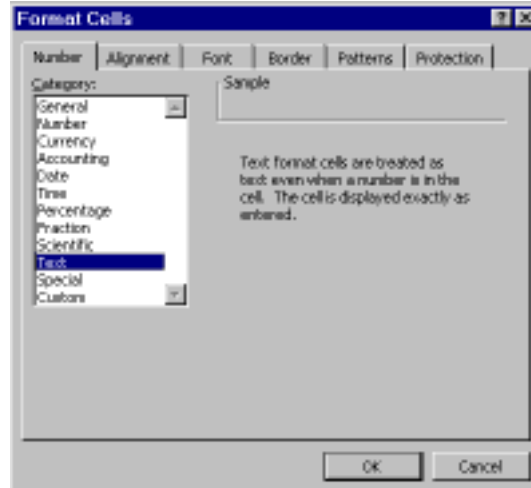 Format Cells
Number Alignment Font Border Patterns Protection
Category:
Sample
General
Number
Currency
Accounting
Date
Time
Percentage
Fraction
Scientific
Text
Special
Custom
Text format cells are treated as
text even when a number is in the
cell. The cell is displayed exactly as
entered.
OK Cancel